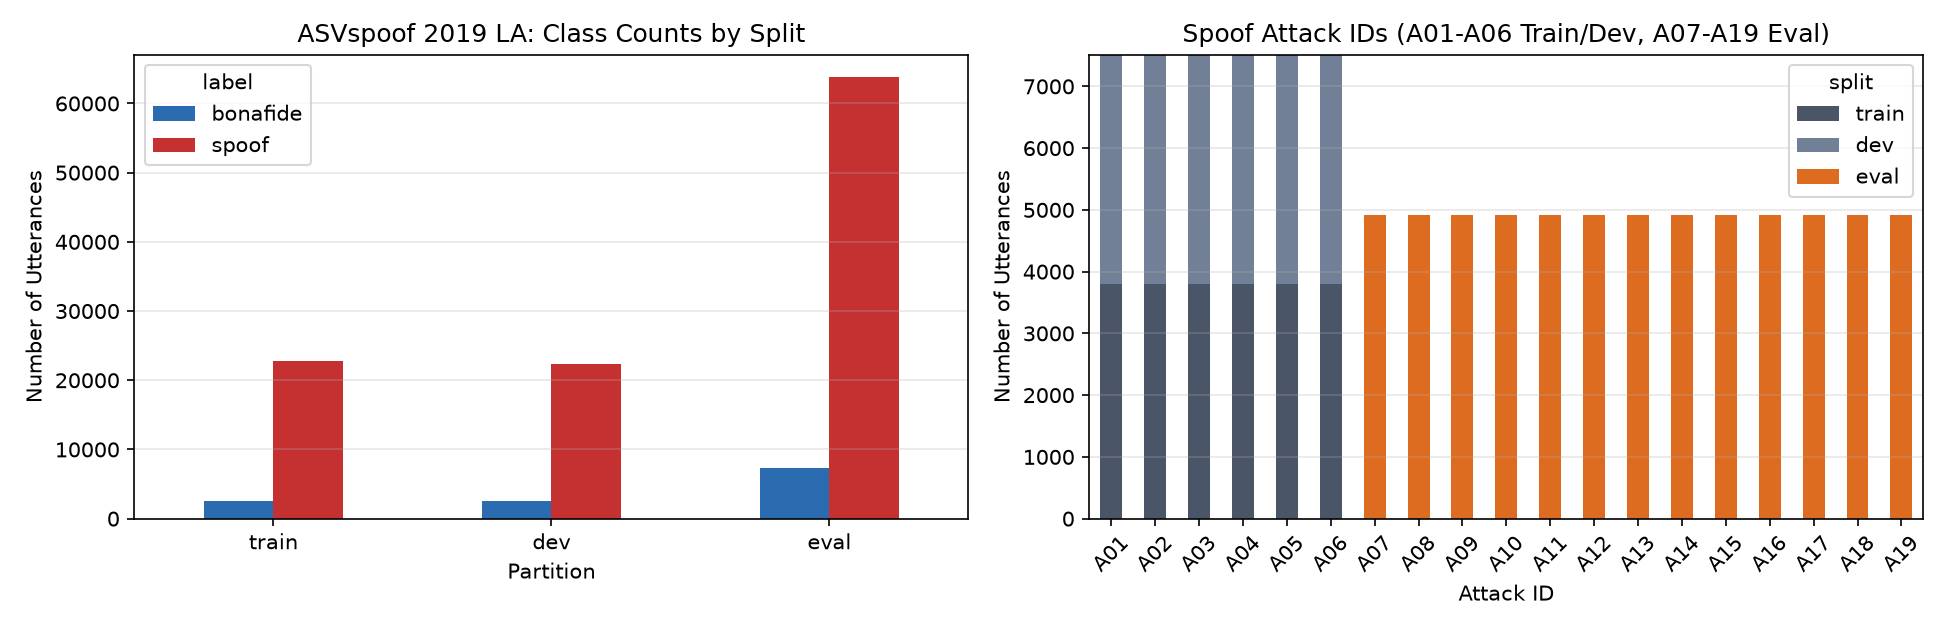 ASVspoof 2019 LA: Class Counts by Split
label
bonafide
spoof
Number of Utterances
60000
50000
40000
30000
20000
10000
0
train
dev
eval
Partition
Spoof Attack IDs (A01-A06 Train/Dev, A07-A19 Eval)
split
train
dev
eval
Number of Utterances
7000
6000
5000
4000
3000
2000
1000
0
A01
A02
A03
A04
A05
A06
A07
A08
A09
A10
A11
A12
A13
A14
A15
A16
A17
A18
A19
Attack ID